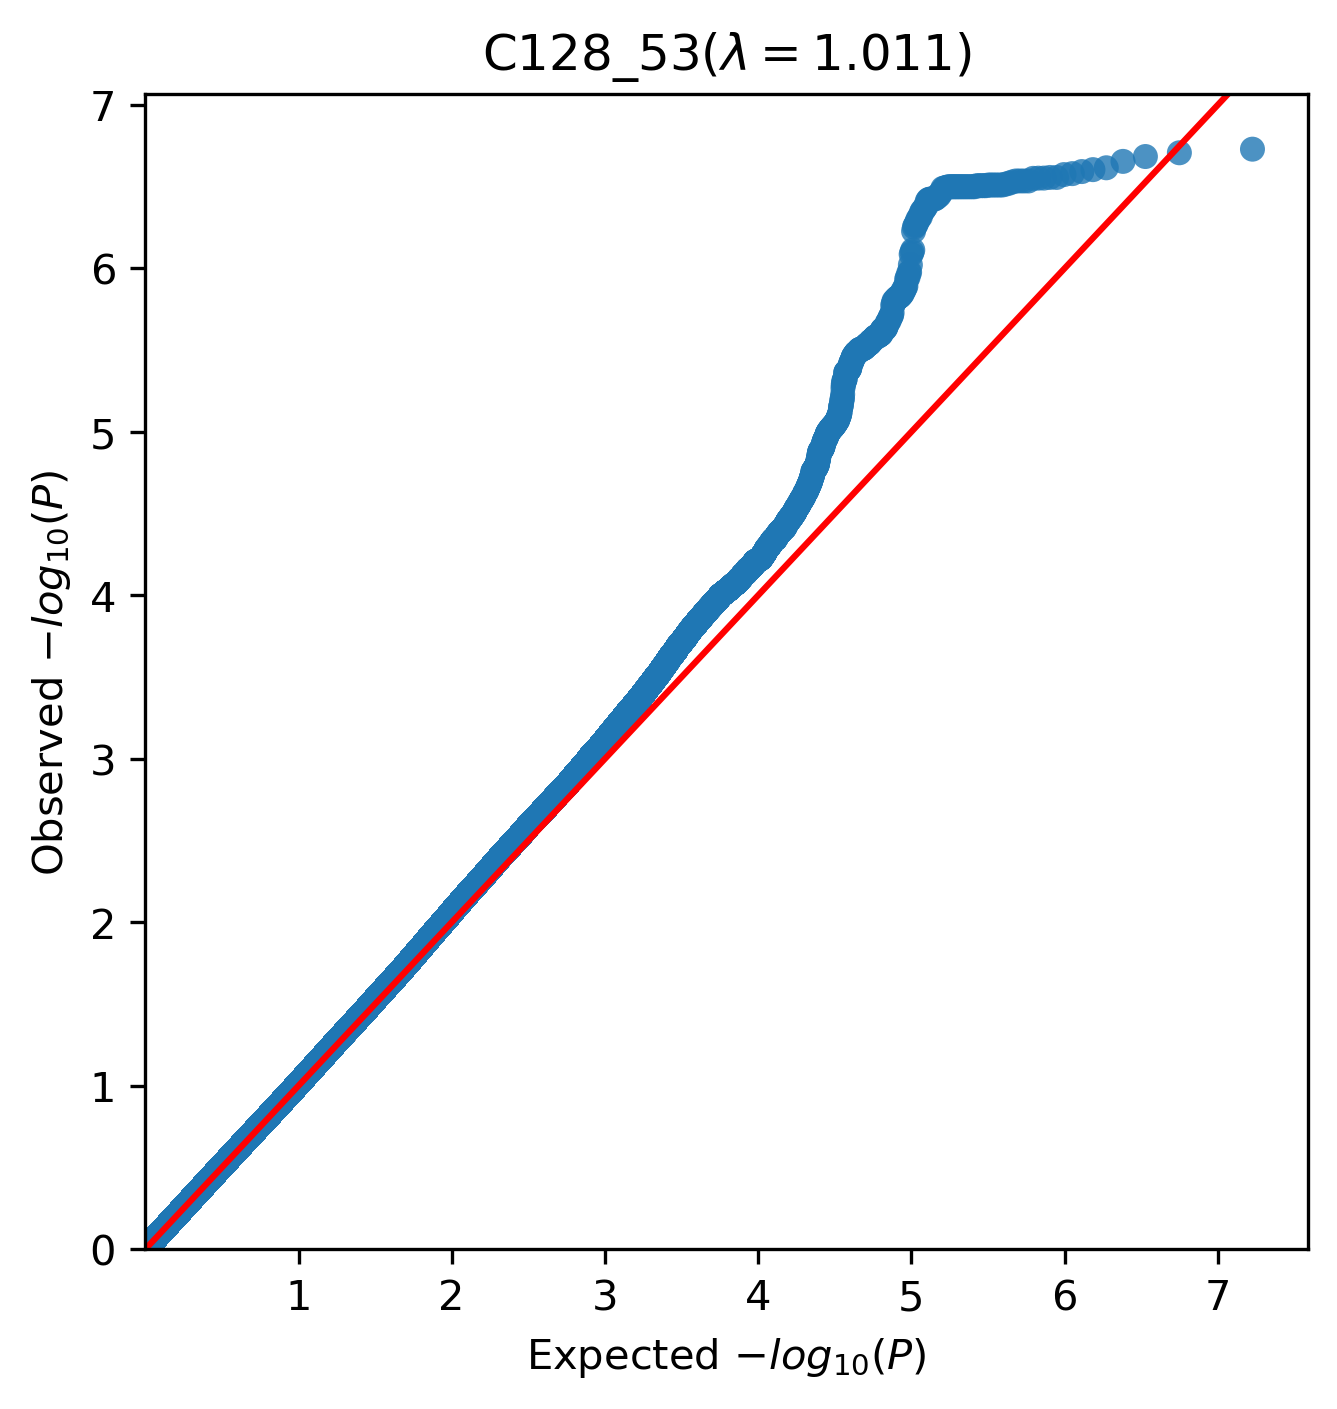 C128_53(λ = 1.011)
7
6
5
4
3
2
1
0
Observed −log₁₀(P)
1 2 3 4 5 6 7
Expected −log₁₀(P)